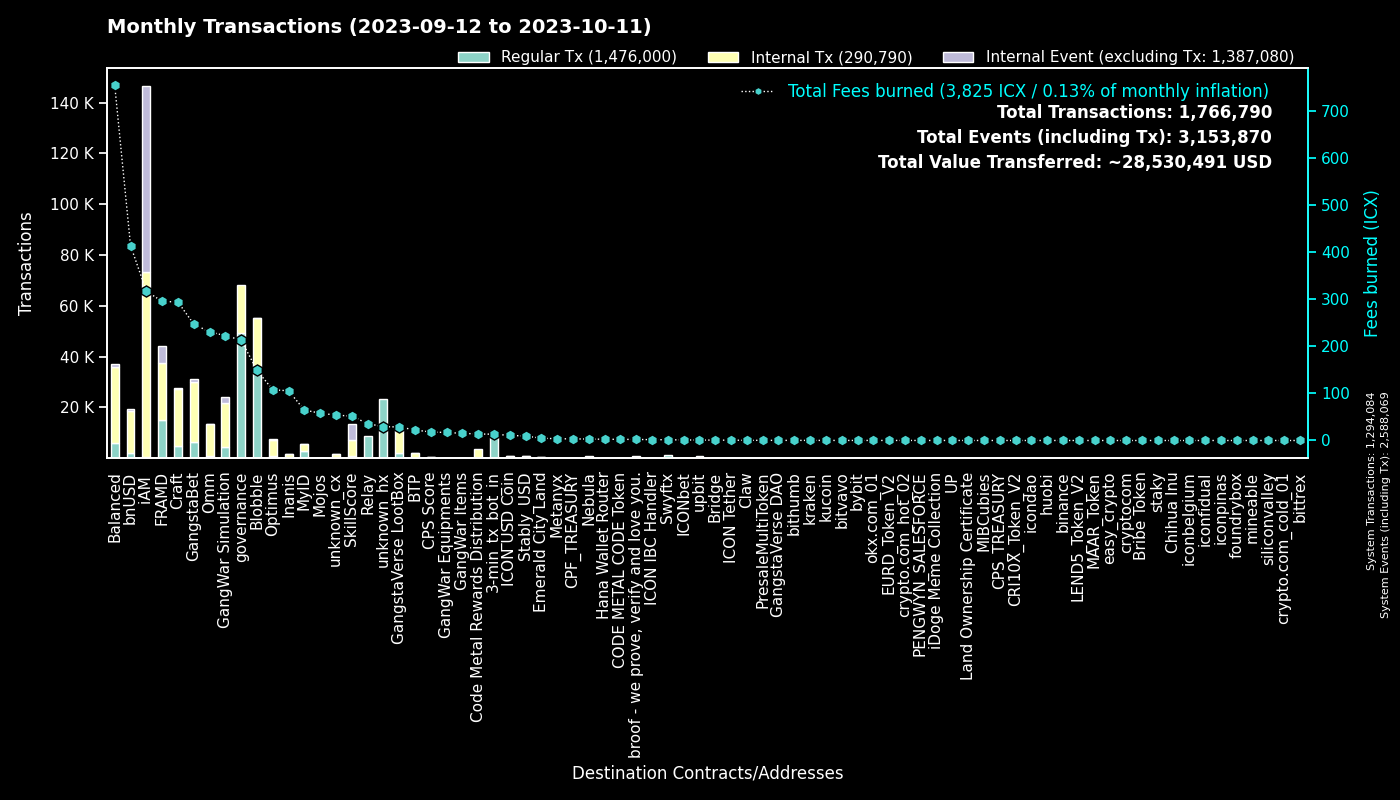 Monthly Transactions (2023-09-12 to 2023-10-11)
Regular Tx (1,476,000)
Internal Tx (290,790)
Internal Event (excluding Tx: 1,387,080)
Total Fees burned (3,825 ICX / 0.13% of monthly inflation)
Total Transactions: 1,766,790
Total Events (including Tx): 3,153,870
Total Value Transferred: ~28,530,491 USD
Transactions
140 K
120 K
100 K
80 K
60 K
40 K
20 K
700
600
500
400
300
200
100
0
Fees burned (ICX)
System Transactions: 1,294,084
System Events (including Tx): 2,588,069
Balanced
bnUSD
iAM
FRAMD
Craft
GangstaBet
Omm
GangWar Simulation
governance
Blobble
Optimus
Inanis
MyID
Mojos
unknown_cx
SkillScore
Relay
unknown_hx
GangstaVerse LootBox
BTP
CPS Score
GangWar Equipments
GangWar Items
Code Metal Rewards Distribution
3-min_tx_bot_in
ICON USD Coin
Stably_USD
Emerald City Land
Metanyx
CPF_TREASURY
Nebula
Hana Wallet Router
CODE METAL CODE Token
broof - we prove, verify and love you.
ICON IBC Handler
Swyftx
ICONbet
upbit
Bridge
ICON Tether
Claw
PresaleMultiToken
GangstaVerse DAO
bithumb
kraken
kucoin
bitvavo
bybit
okx.com_01
EURD_Token_V2
crypto.com_hot_02
PENGWYN_SALESFORCE
iDoge Meme Collection
UP
Land Ownership Certificate
MIBCubies
CPS_TREASURY
CRI10X_Token_V2
icondao
huobi
binance
LEND5_Token_V2
MAAR_Token
easy_crypto
cryptocom
Bribe Token
staky
Chihua Inu
iconbelgium
iconfidual
iconpinas
foundrybox
mineable
siliconvalley
crypto.com_cold_01
bittrex
Destination Contracts/Addresses